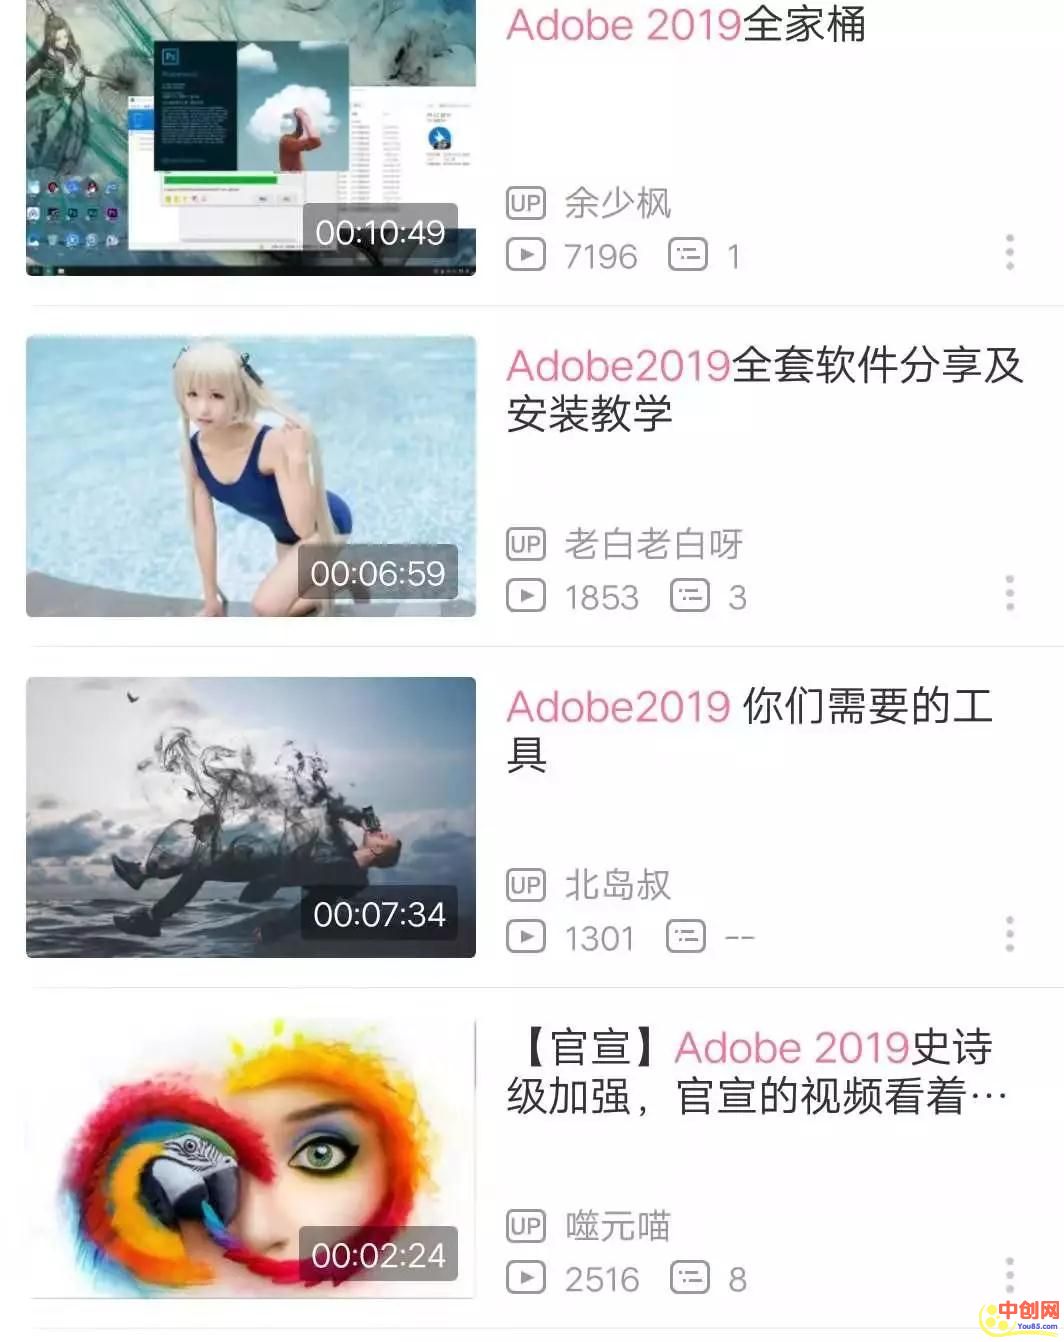 Adobe 2019全家桶
Ps
00:10:49
UP 余少枫
7196 1
Adobe2019全套软件分享及
安装教学
00:06:59
UP 老白老白呀
1853 3
Adobe2019 你们需要的工
具
00:07:34
UP 北岛叔
1301 --
【官宣】Adobe 2019史诗
级加强，官宣的视频看着…
00:02:24
UP 噬元喵
2516 8
中创网
You85.com